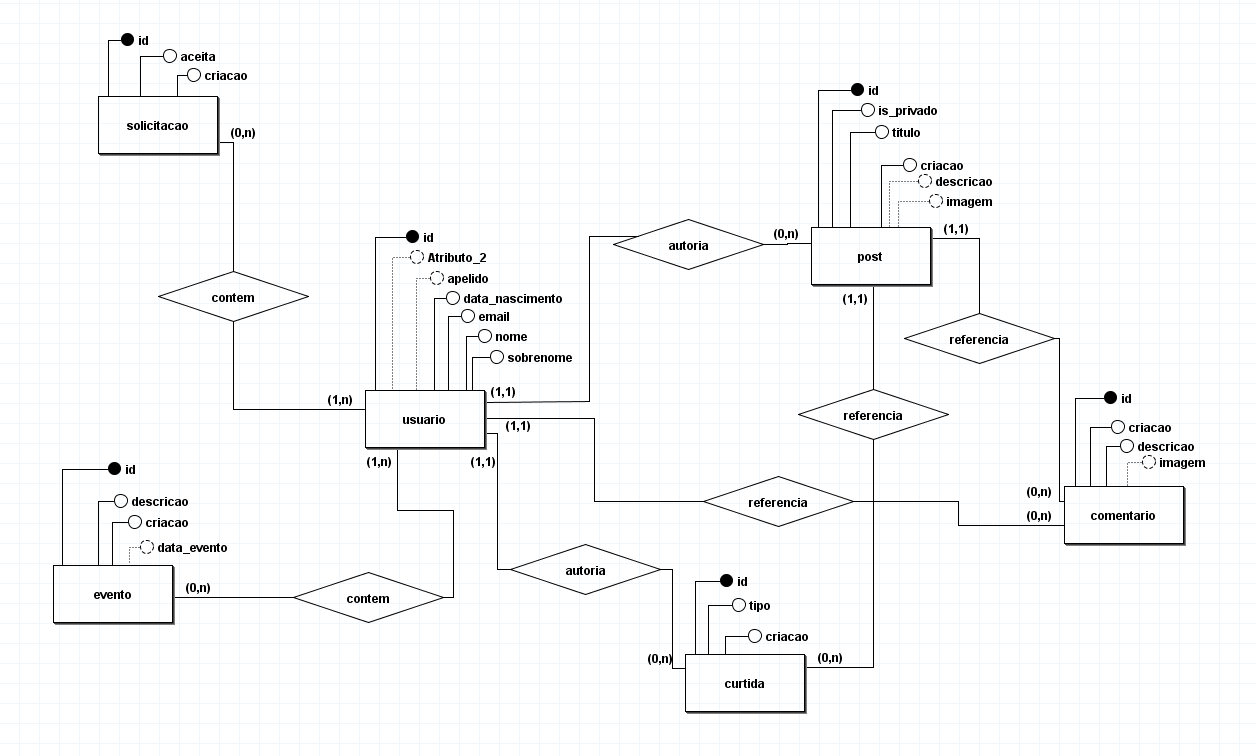 id
aceita
criacao
solicitacao
(0,n)
contem
(1,n)
id
Atributo_2
apelido
data_nascimento
email
nome
sobrenome
usuario
(1,1)
(1,1)
(1,n)
(1,1)
autoria
(0,n)
id
is_privado
titulo
criacao
descricao
imagem
post
(1,1)
(1,1)
referencia
referencia
id
criacao
descricao
imagem
(0,n)
(0,n)
comentario
referencia
id
descricao
criacao
data_evento
evento
(0,n)
contem
autoria
id
tipo
criacao
(0,n)
(0,n)
curtida